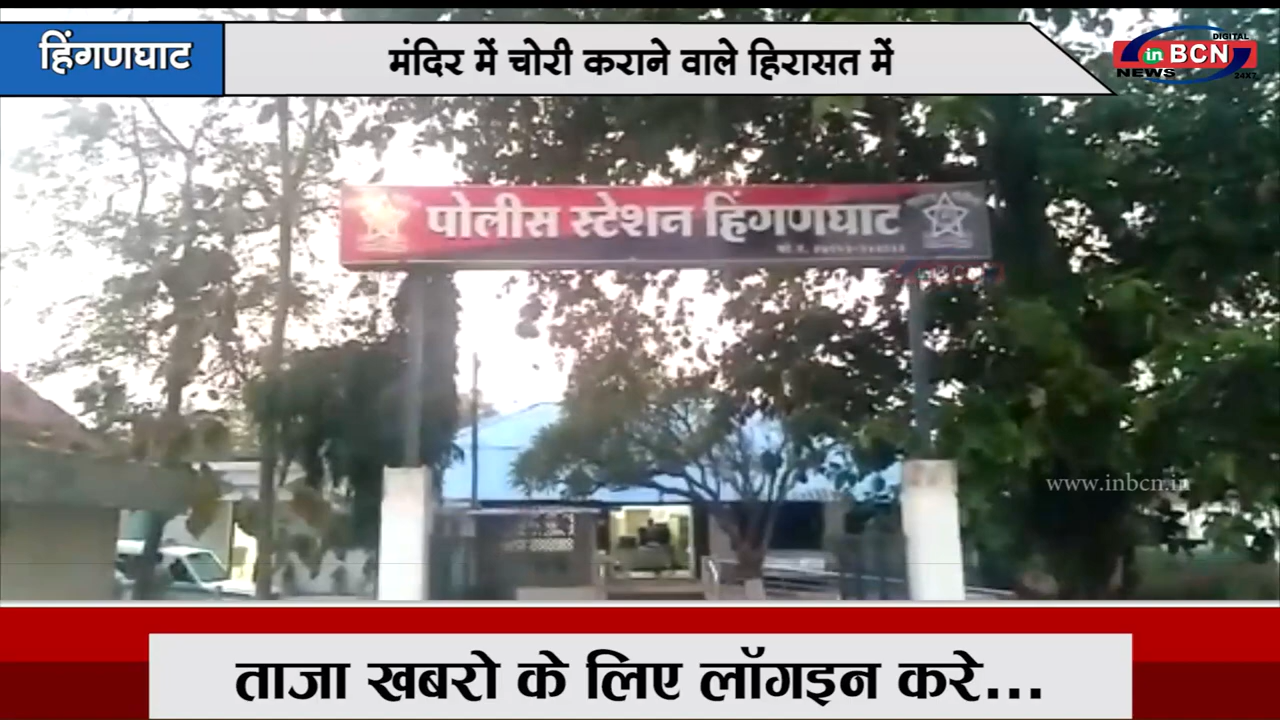 हिंगणघाट
मंदिर में चोरी कराने वाले हिरासत में
DIGITAL
in BCN
NEWS 24X7
पोलीस स्टेशन हिंगणघाट
www.inbcn.in
ताजा खबरो के लिए लॉगइन करे...